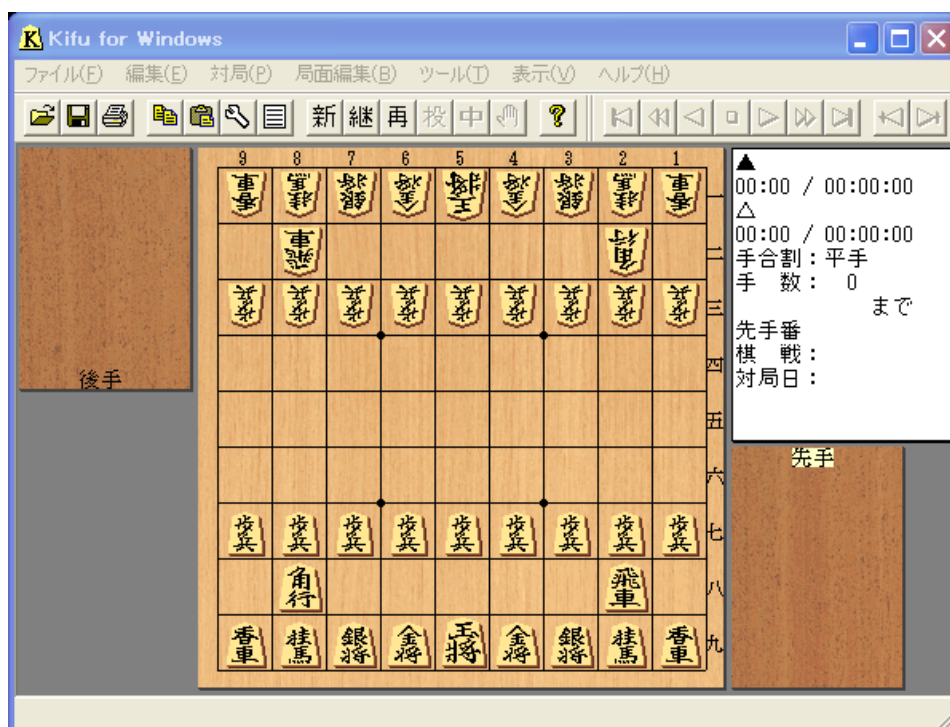 Kifu for Windows
ファイル(F) 編集(E) 対局(P) 局面編集(B) ツール(T) 表示(V) ヘルプ(H)
新 継 再 投 中 ?
9 8 7 6 5 4 3 2 1
香車 桂馬 銀将 金将 王将 金将 銀将 桂馬 香車 一
飛車 角行 二
歩兵 歩兵 歩兵 歩兵 歩兵 歩兵 歩兵 歩兵 歩兵 三
四
五
六
歩兵 歩兵 歩兵 歩兵 歩兵 歩兵 歩兵 歩兵 歩兵 七
角行 飛車 八
香車 桂馬 銀将 金将 玉将 金将 銀将 桂馬 香車 九
後手
▲
00:00 / 00:00:00
△
00:00 / 00:00:00
手合割：平手
手　数：　0
まで
先手番
棋　戦：
対局日：
先手